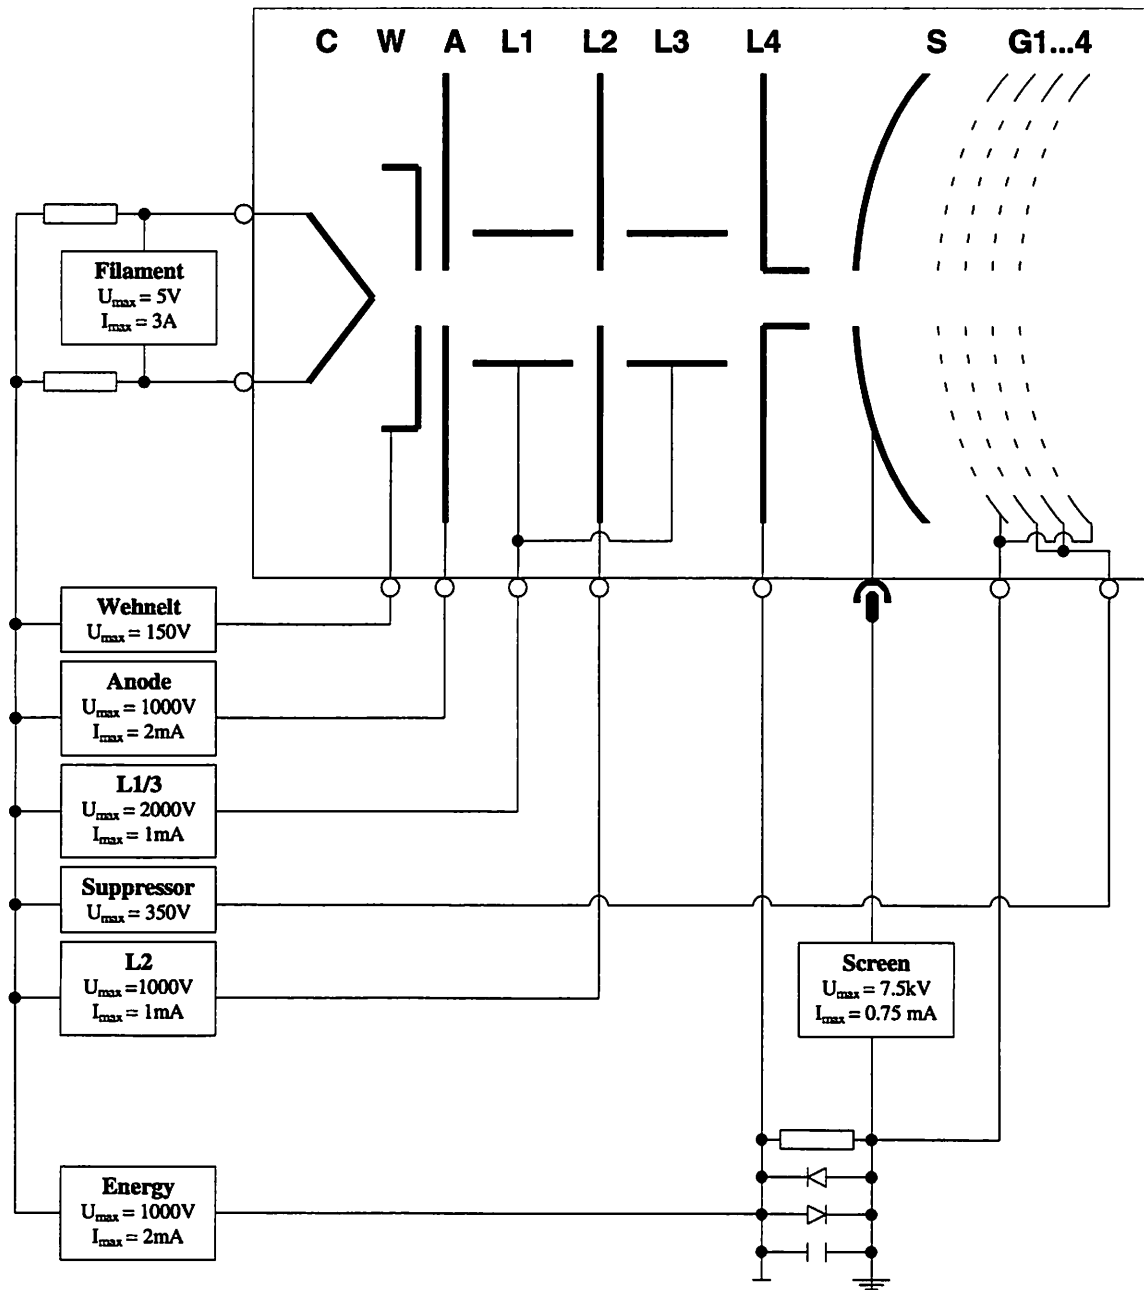 C W A L1 L2 L3 L4 S G1...4
Filament
Umax = 5V
Imax = 3A
Wehnelt
Umax = 150V
Anode
Umax = 1000V
Imax = 2mA
L1/3
Umax = 2000V
Imax = 1mA
Suppressor
Umax = 350V
L2
Umax =1000V
Imax = 1mA
Screen
Umax = 7.5kV
Imax = 0.75 mA
Energy
Umax = 1000V
Imax = 2mA